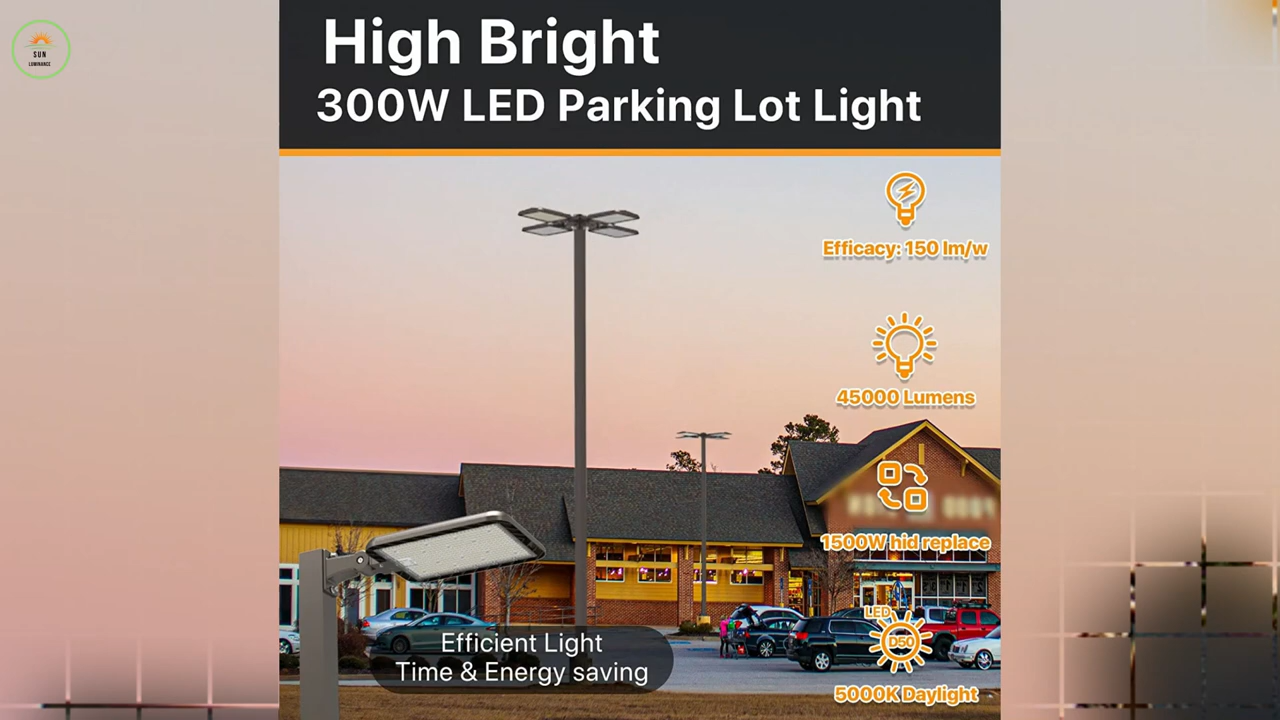 SUN
LUMINANCE
High Bright
300W LED Parking Lot Light
Efficacy: 150 lm/w
45000 Lumens
1500W hid replace
LED
D50
5000K Daylight
Efficient Light
Time & Energy saving